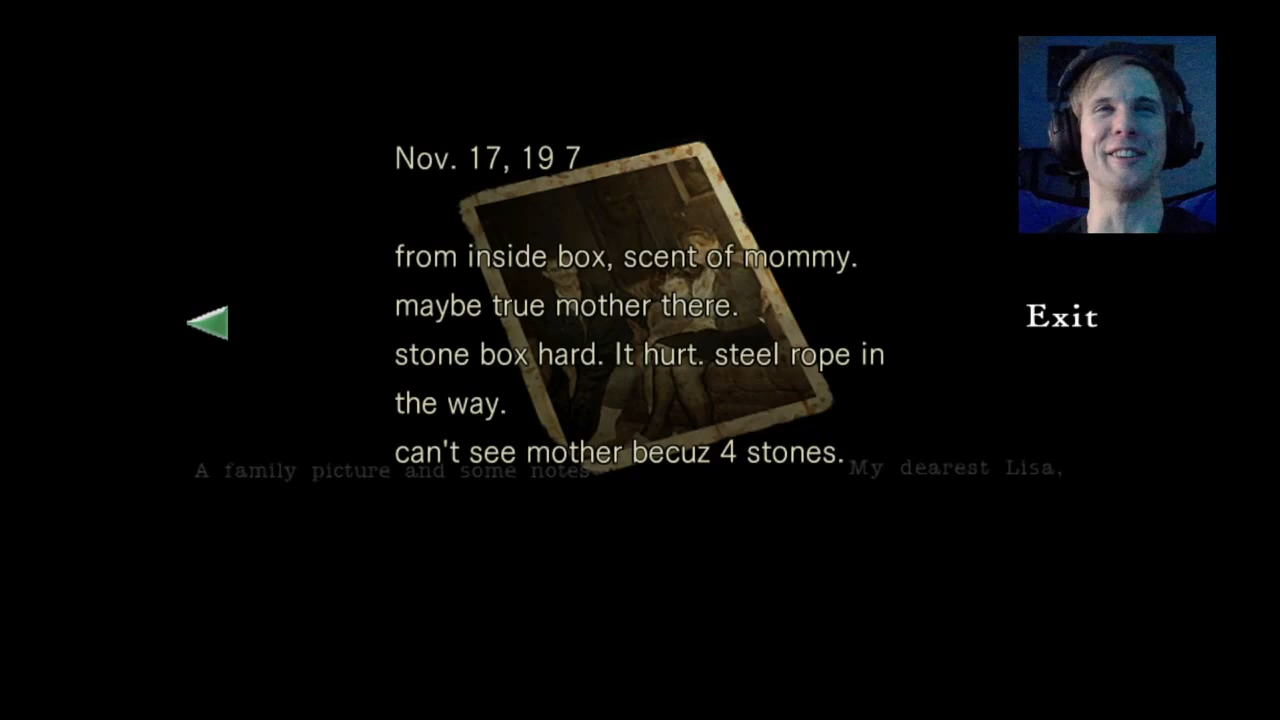 Nov. 17, 19 7
from inside box, scent of mommy.
maybe true mother there.
stone box hard. It hurt. steel rope in
the way.
can't see mother becuz 4 stones.
Exit
A family picture and some notes
My dearest Lisa,